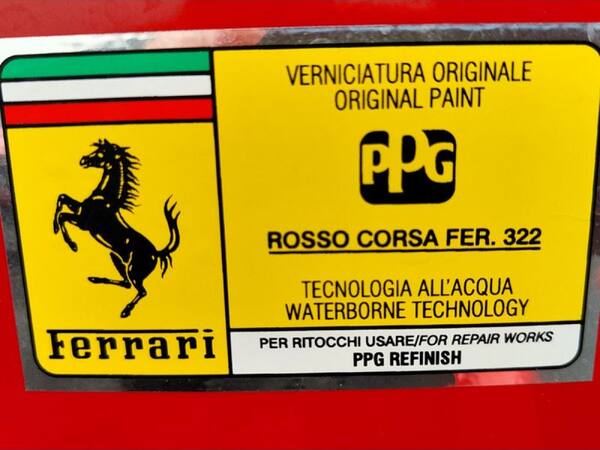 VERNICIATURA ORIGINALE
ORIGINAL PAINT
PPG
ROSSO CORSA FER. 322
TECNOLOGIA ALL'ACQUA
WATERBORNE TECHNOLOGY
Ferrari
PER RITOCCHI USARE/FOR REPAIR WORKS
PPG REFINISH